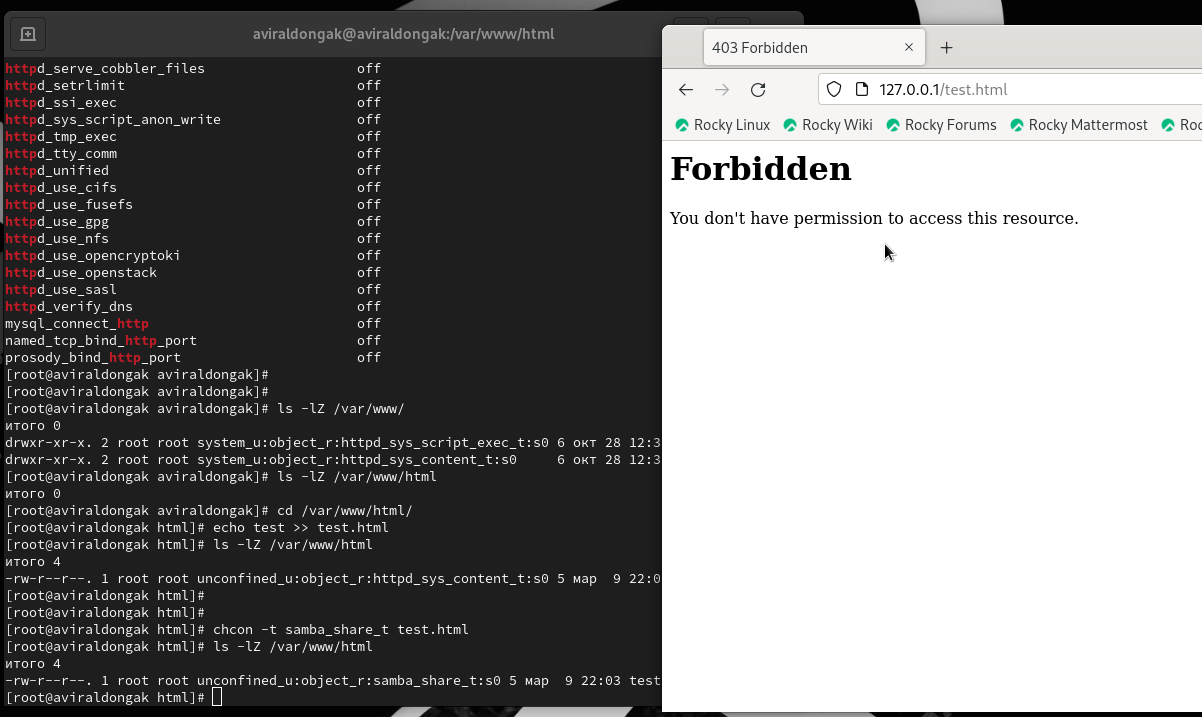 aviraldongak@aviraldongak:/var/www/html
httpd_serve_cobbler_files off
httpd_setrlimit off
httpd_ssi_exec off
httpd_sys_script_anon_write off
httpd_tmp_exec off
httpd_tty_comm off
httpd_unified off
httpd_use_cifs off
httpd_use_fusefs off
httpd_use_gpg off
httpd_use_nfs off
httpd_use_opencryptoki off
httpd_use_openstack off
httpd_use_sasl off
httpd_verify_dns off
mysql_connect_http off
named_tcp_bind_http_port off
prosody_bind_http_port off
[root@aviraldongak aviraldongak]#
[root@aviraldongak aviraldongak]#
[root@aviraldongak aviraldongak]# ls -lZ /var/www/
итого 0
drwxr-xr-x. 2 root root system_u:object_r:httpd_sys_script_exec_t:s0 6 окт 28 12:3
drwxr-xr-x. 2 root root system_u:object_r:httpd_sys_content_t:s0 6 окт 28 12:3
[root@aviraldongak aviraldongak]# ls -lZ /var/www/html
итого 0
[root@aviraldongak aviraldongak]# cd /var/www/html/
[root@aviraldongak html]# echo test >> test.html
[root@aviraldongak html]# ls -lZ /var/www/html
итого 4
-rw-r--r--. 1 root root unconfined_u:object_r:httpd_sys_content_t:s0 5 мар 9 22:0
[root@aviraldongak html]#
[root@aviraldongak html]#
[root@aviraldongak html]# chcon -t samba_share_t test.html
[root@aviraldongak html]# ls -lZ /var/www/html
итого 4
-rw-r--r--. 1 root root unconfined_u:object_r:samba_share_t:s0 5 мар 9 22:03 test
[root@aviraldongak html]#
403 Forbidden
127.0.0.1/test.html
Rocky Linux Rocky Wiki Rocky Forums Rocky Mattermost Roc
Forbidden
You don't have permission to access this resource.